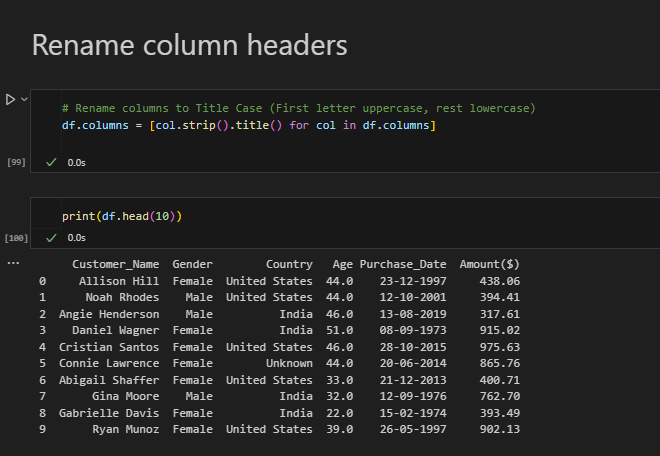 Rename column headers
# Rename columns to Title Case (First letter uppercase, rest lowercase)
df.columns = [col.strip().title() for col in df.columns]
[99] 0.0s
print(df.head(10))
[100] 0.0s
...
Customer_Name Gender Country Age Purchase_Date Amount($)
0 Allison Hill Female United States 44.0 23-12-1997 438.06
1 Noah Rhodes Male United States 44.0 12-10-2001 394.41
2 Angie Henderson Male India 46.0 13-08-2019 317.61
3 Daniel Wagner Female India 51.0 08-09-1973 915.02
4 Cristian Santos Female United States 46.0 28-10-2015 975.63
5 Connie Lawrence Female Unknown 44.0 20-06-2014 865.76
6 Abigail Shaffer Female United States 33.0 21-12-2013 400.71
7 Gina Moore Male India 32.0 12-09-1976 762.70
8 Gabrielle Davis Female India 22.0 15-02-1974 393.49
9 Ryan Munoz Female United States 39.0 26-05-1997 902.13